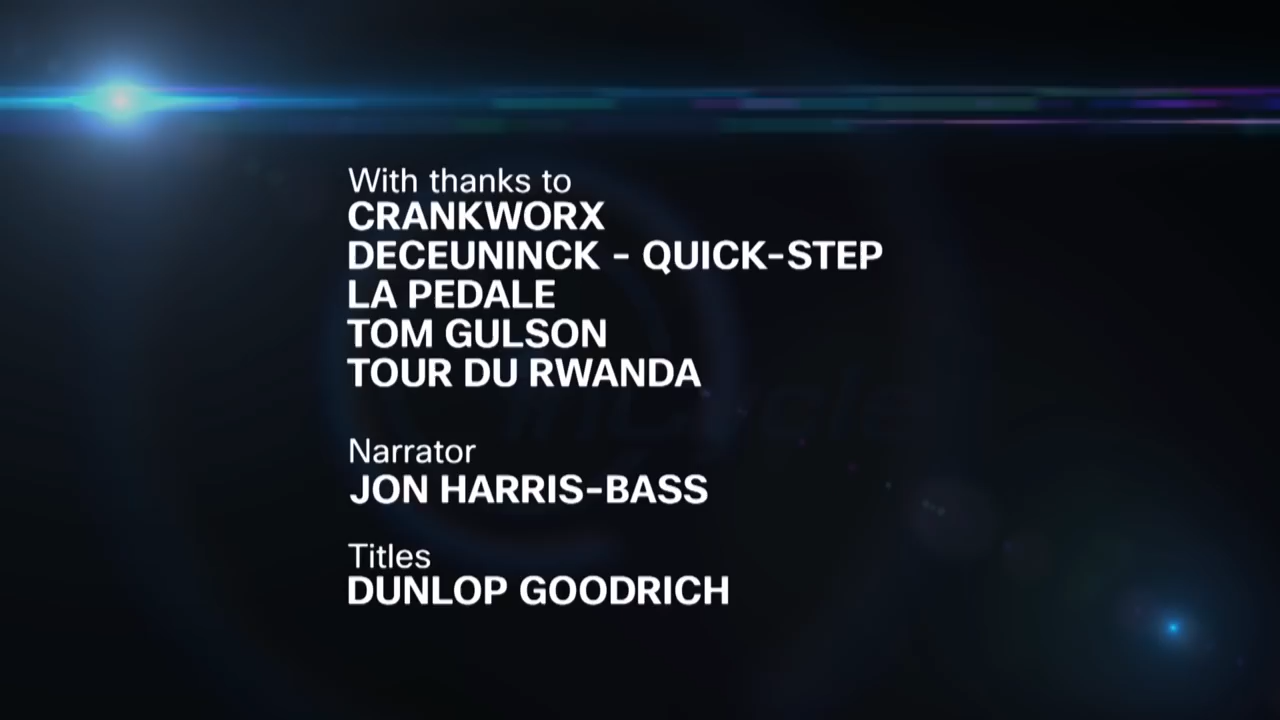 With thanks to
CRANKWORX
DECEUNINCK - QUICK-STEP
LA PEDALE
TOM GULSON
TOUR DU RWANDA
Narrator
JON HARRIS-BASS
Titles
DUNLOP GOODRICH